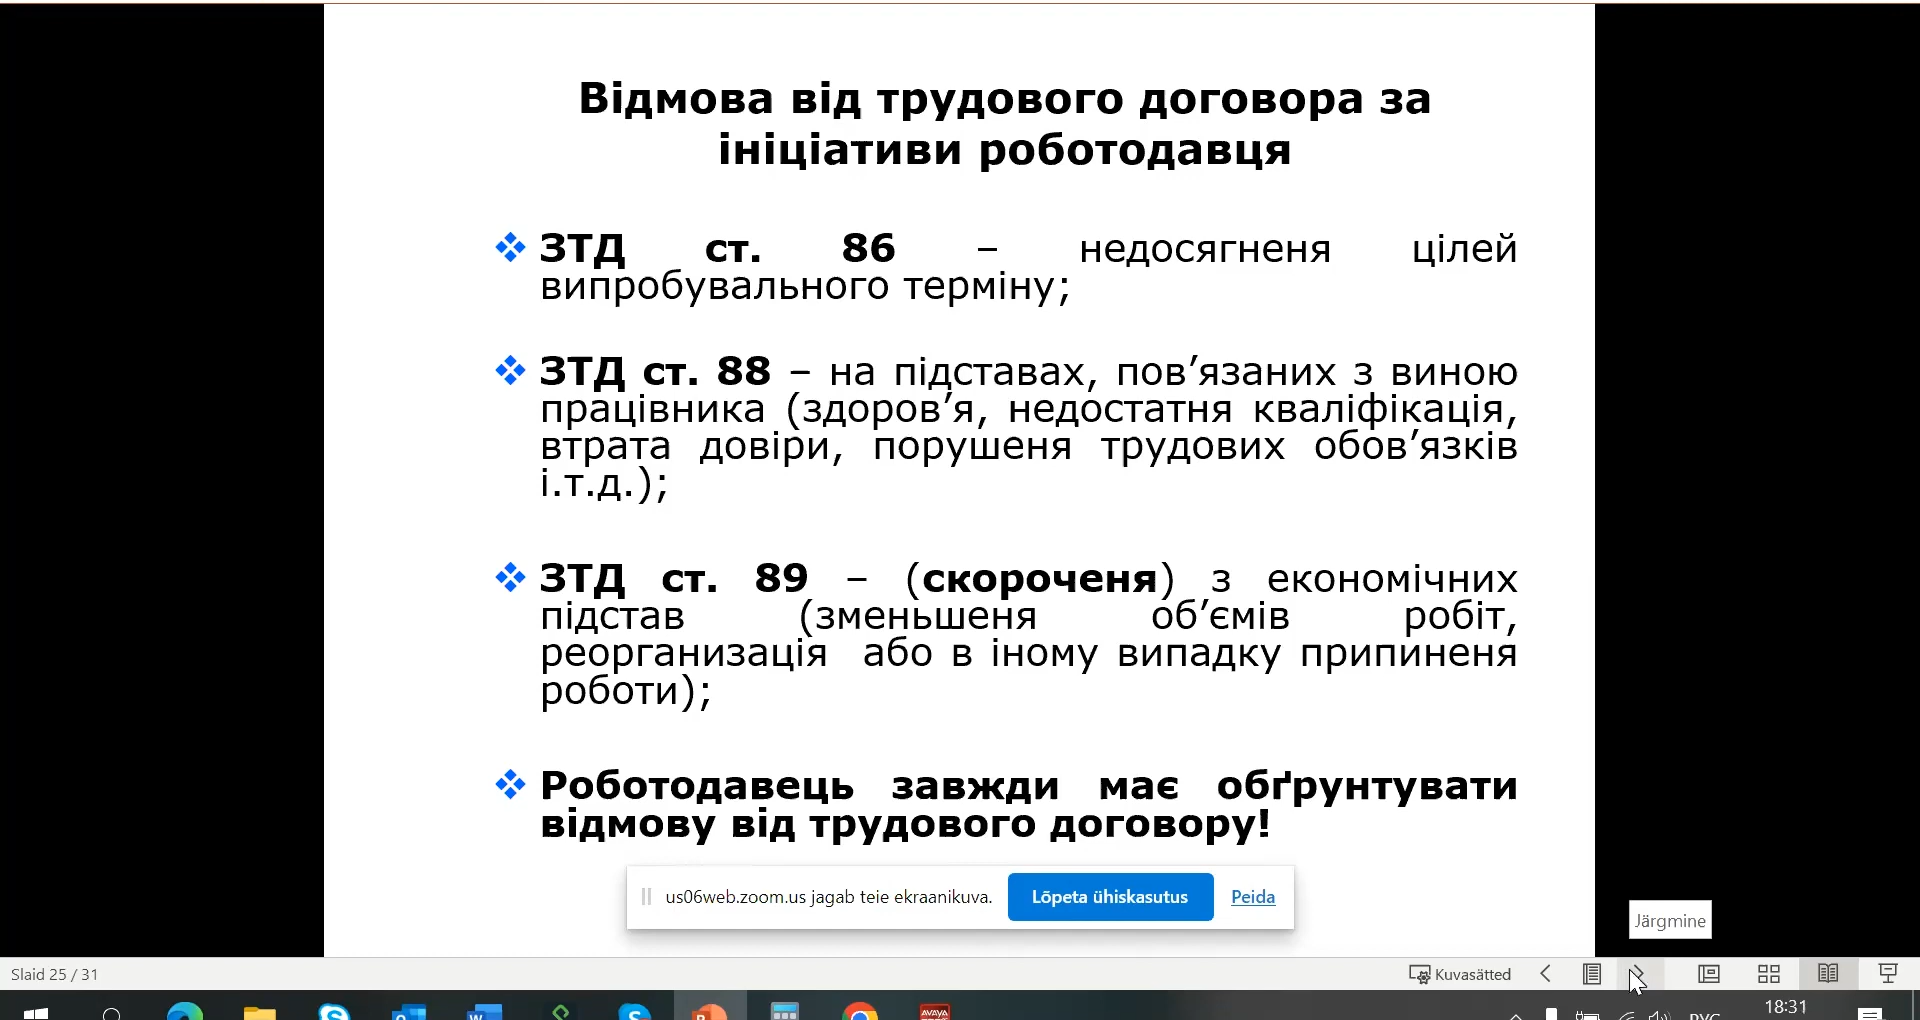 Відмова від трудового договора за
ініціативи роботодавця
ЗТД ст. 86 – недосягненя цілей
випробувального терміну;
ЗТД ст. 88 – на підставах, пов’язаних з виною
працівника (здоров’я, недостатня кваліфікація,
втрата довіри, порушеня трудових обов’язків
і.т.д.);
ЗТД ст. 89 – (скороченя) з економічних
підстав (зменьшеня об’ємів робіт,
реорганизація або в іному випадку припиненя
роботи);
Роботодавець завжди має обґрунтувати
відмову від трудового договору!
us06web.zoom.us jagab teie ekraanikuva. Lõpeta ühiskasutus Peida
Järgmine
Slaid 25 / 31 Kuvasätted
AVAYA
18:31